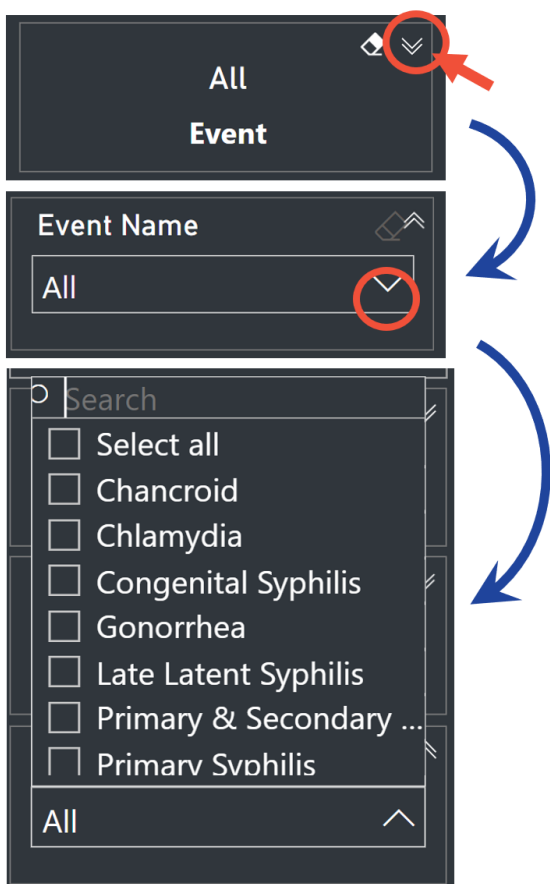 All
Event
Event Name
All
Search
Select all
Chancroid
Chlamydia
Congenital Syphilis
Gonorrhea
Late Latent Syphilis
Primary & Secondary ...
Primary Syphilis
All